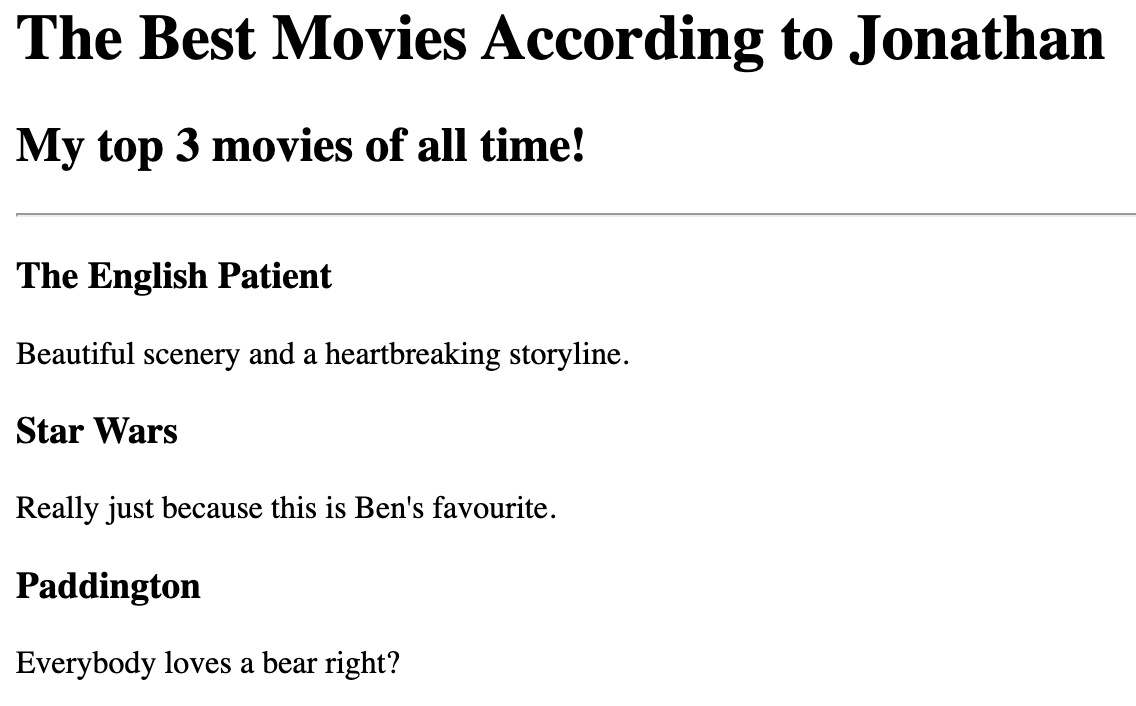 The Best Movies According to Jonathan
My top 3 movies of all time!
The English Patient
Beautiful scenery and a heartbreaking storyline.
Star Wars
Really just because this is Ben's favourite.
Paddington
Everybody loves a bear right?